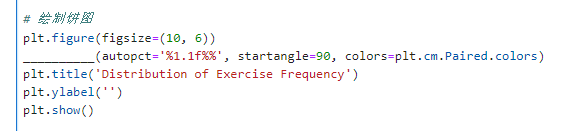 # 绘制饼图
plt.figure(figsize=(10, 6))
__________(autopct='%1.1f%%', startangle=90, colors=plt.cm.Paired.colors)
plt.title('Distribution of Exercise Frequency')
plt.ylabel('')
plt.show()